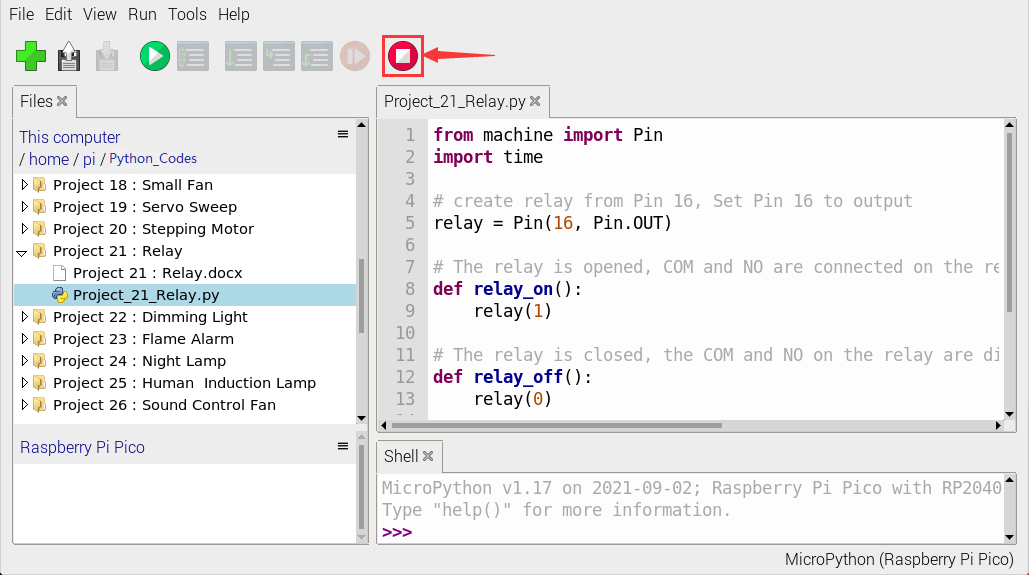 File Edit View Run Tools Help
Files
This computer
/ home / pi / Python_Codes
Project 18 : Small Fan
Project 19 : Servo Sweep
Project 20 : Stepping Motor
Project 21 : Relay
Project 21 : Relay.docx
Project_21_Relay.py
Project 22 : Dimming Light
Project 23 : Flame Alarm
Project 24 : Night Lamp
Project 25 : Human  Induction Lamp
Project 26 : Sound Control Fan
Raspberry Pi Pico
Project_21_Relay.py
1 from machine import Pin
2 import time
3
4 # create relay from Pin 16, Set Pin 16 to output
5 relay = Pin(16, Pin.OUT)
6
7 # The relay is opened, COM and NO are connected on the re
8 def relay_on():
9     relay(1)
10
11 # The relay is closed, the COM and NO on the relay are di
12 def relay_off():
13     relay(0)
Shell
MicroPython v1.17 on 2021-09-02; Raspberry Pi Pico with RP2040
Type "help()" for more information.
>>>
MicroPython (Raspberry Pi Pico)